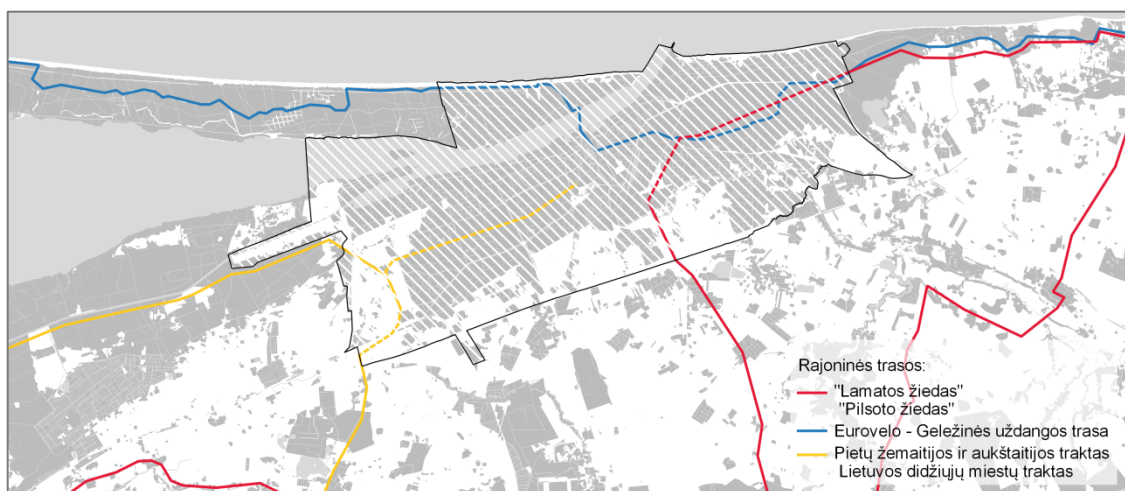 Rajoninės trasos:
"Lamatos žiedas"
"Pilsoto žiedas"
Eurovelo - Geležinės uždangos trasa
Pietų žemaitijos ir aukštaitijos traktas
Lietuvos didžiųjų miestų traktas